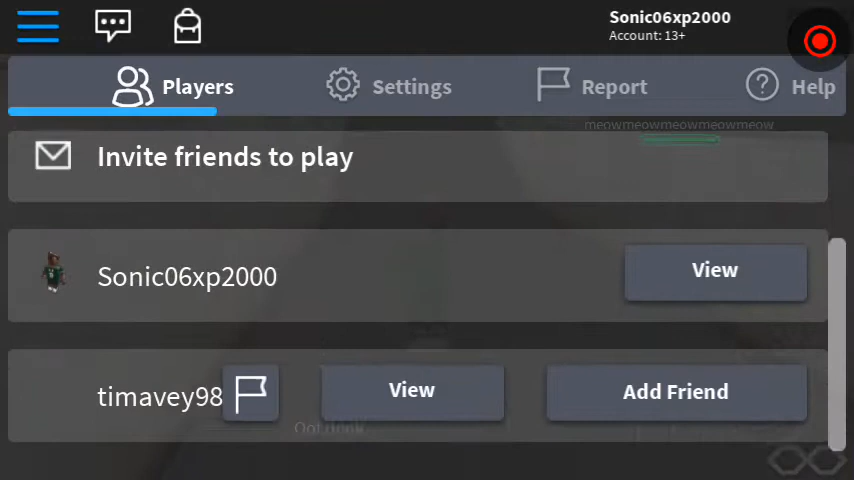 Sonic06xp2000
Account: 13+
Players
Settings
Report
Help
meowmeowmeowmeowmeow
Invite friends to play
Sonic06xp2000
View
timavey98
View
Add Friend